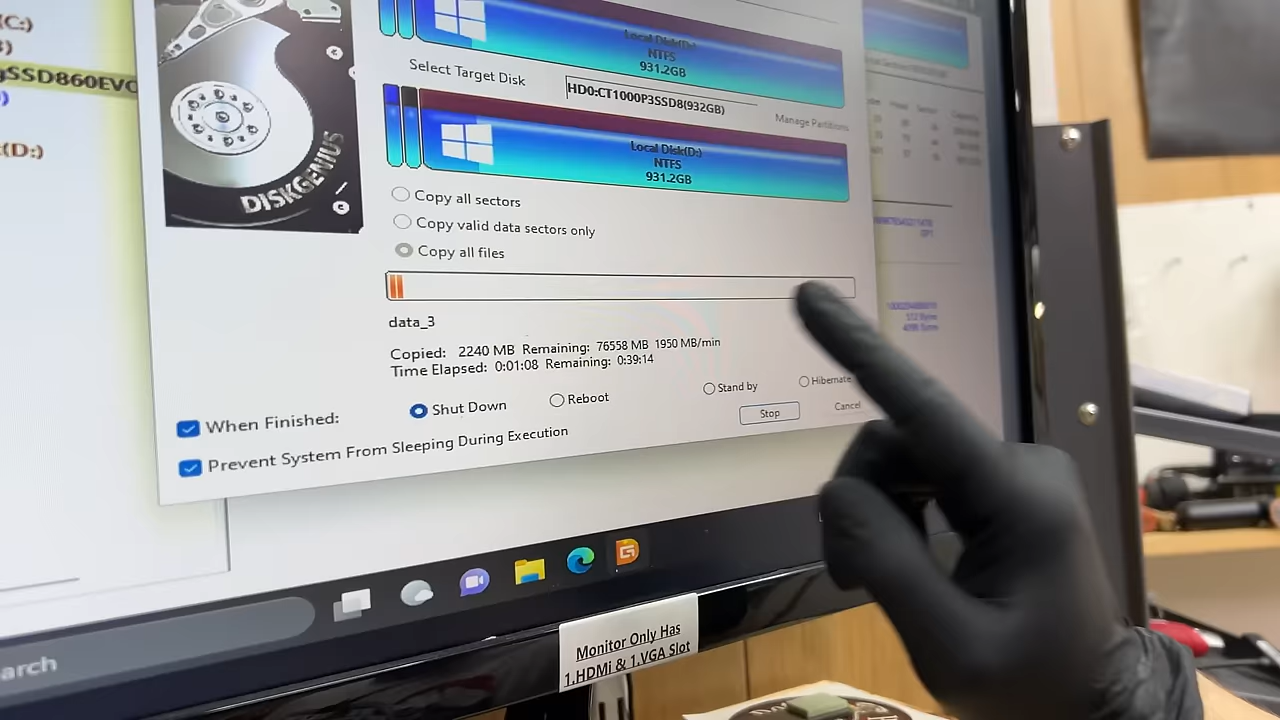 (C:)
gSSD860EVO
(D:)
DISKGENIUS
Local Disk(D:)
NTFS
931.2GB
Select Target Disk
HD0:CT1000P3SSD8(932GB)
Manage Partitions
Local Disk(D:)
NTFS
931.2GB
Copy all sectors
Copy valid data sectors only
Copy all files
data_3
Copied: 2240 MB Remaining: 76558 MB 1950 MB/min
Time Elapsed: 0:01:08 Remaining: 0:39:14
When Finished:
Shut Down
Reboot
Stand by
Hibernate
Prevent System From Sleeping During Execution
Stop
Cancel
arch
Monitor Only Has
1.HDMi & 1.VGA Slot